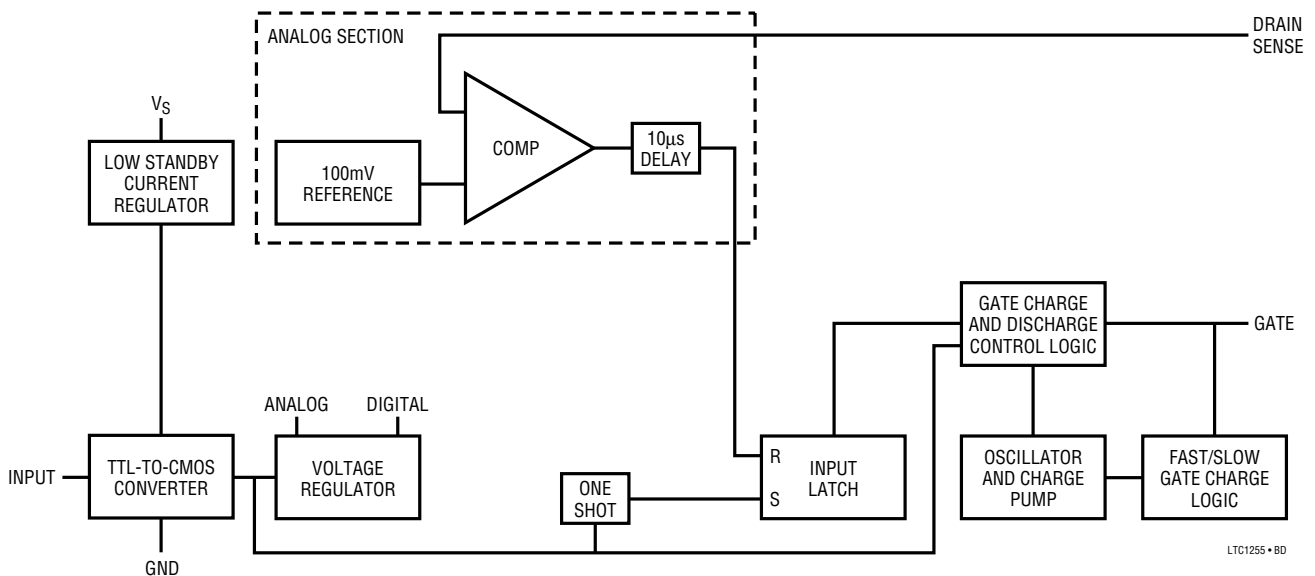 ANALOG SECTION
DRAIN
SENSE
VS
LOW STANDBY
CURRENT
REGULATOR
100mV
REFERENCE
COMP
10μs
DELAY
GATE CHARGE
AND DISCHARGE
CONTROL LOGIC
GATE
ANALOG
DIGITAL
INPUT
TTL-TO-CMOS
CONVERTER
VOLTAGE
REGULATOR
ONE
SHOT
R
S
INPUT
LATCH
OSCILLATOR
AND CHARGE
PUMP
FAST/SLOW
GATE CHARGE
LOGIC
GND
LTC1255 • BD